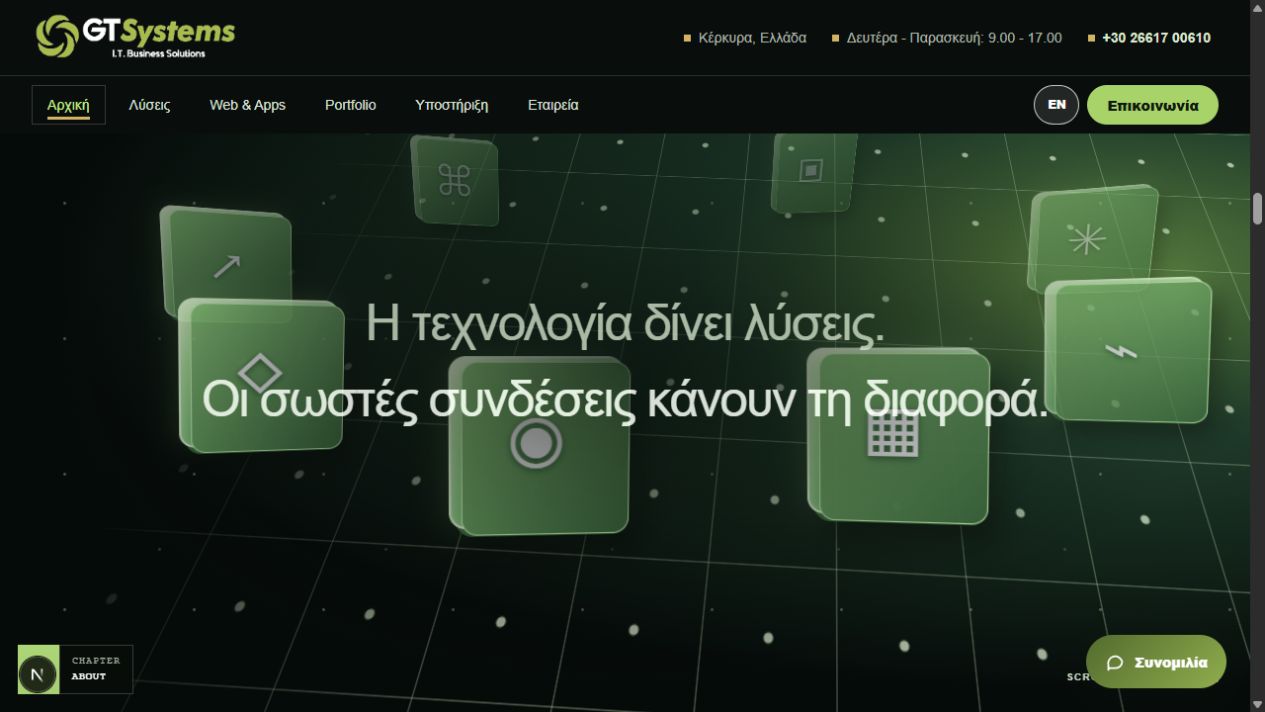 GTSystems
I.T. Business Solutions
Κέρκυρα, Ελλάδα
Δευτέρα - Παρασκευή: 9.00 - 17.00
+30 26617 00610
Αρχική
Λύσεις
Web & Apps
Portfolio
Υποστήριξη
Εταιρεία
EN
Επικοινωνία
Η τεχνολογία δίνει λύσεις.
Οι σωστές συνδέσεις κάνουν τη διαφορά.
N
CHAPTER
ABOUT
Συνομιλία